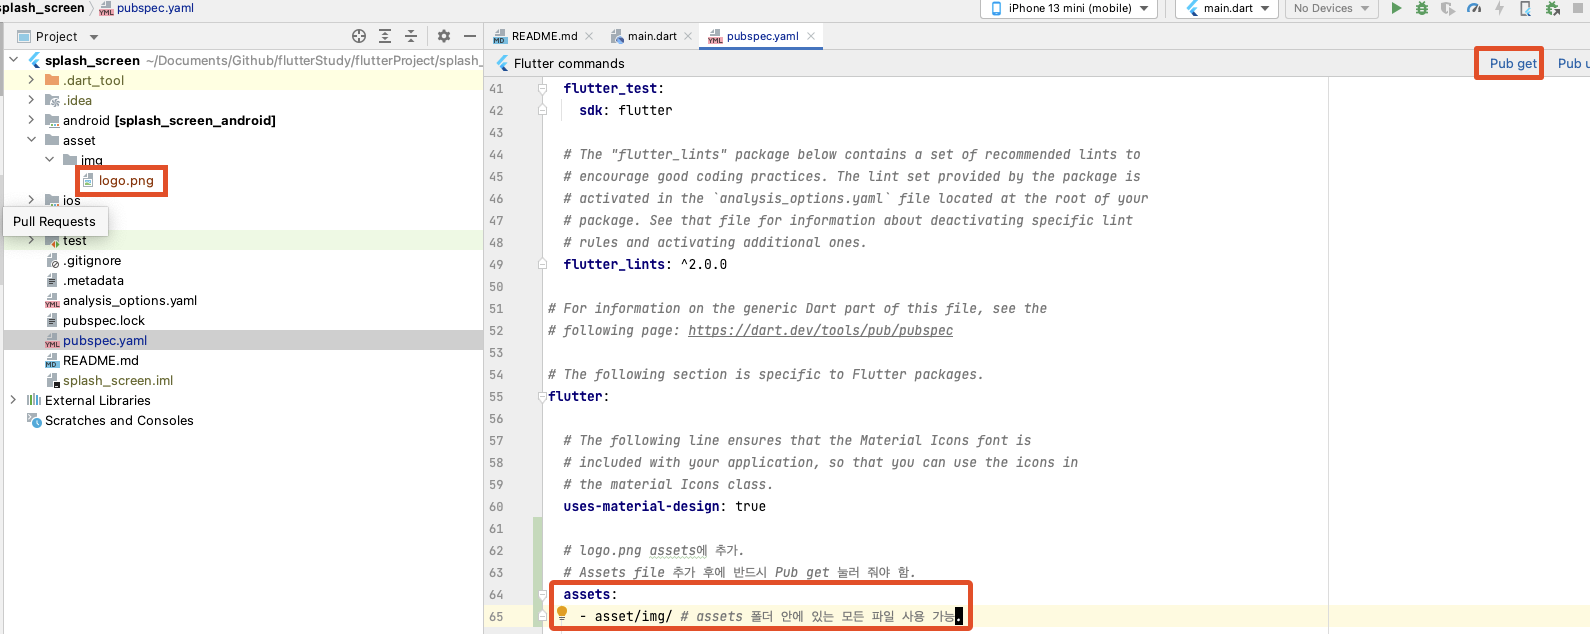 splash_screen pubspec.yaml
iPhone 13 mini (mobile) main.dart No Devices
Project README.md main.dart pubspec.yaml
splash_screen ~/Documents/Github/flutterStudy/flutterProject/splash_
Flutter commands Pub get Pub u
.dart_tool
.idea
android [splash_screen_android]
asset
img
logo.png
ios
Pull Requests
test
.gitignore
.metadata
analysis_options.yaml
pubspec.lock
pubspec.yaml
README.md
splash_screen.iml
External Libraries
Scratches and Consoles
41 flutter_test:
42 sdk: flutter
43
44 # The "flutter_lints" package below contains a set of recommended lints to
45 # encourage good coding practices. The lint set provided by the package is
46 # activated in the `analysis_options.yaml` file located at the root of your
47 # package. See that file for information about deactivating specific lint
48 # rules and activating additional ones.
49 flutter_lints: ^2.0.0
50
51 # For information on the generic Dart part of this file, see the
52 # following page: https://dart.dev/tools/pub/pubspec
53
54 # The following section is specific to Flutter packages.
55 flutter:
56
57 # The following line ensures that the Material Icons font is
58 # included with your application, so that you can use the icons in
59 # the material Icons class.
60 uses-material-design: true
61
62 # logo.png assets에 추가.
63 # Assets file 추가 후에 반드시 Pub get 눌러 줘야 함.
64 assets:
65 - asset/img/ # assets 폴더 안에 있는 모든 파일 사용 가능.